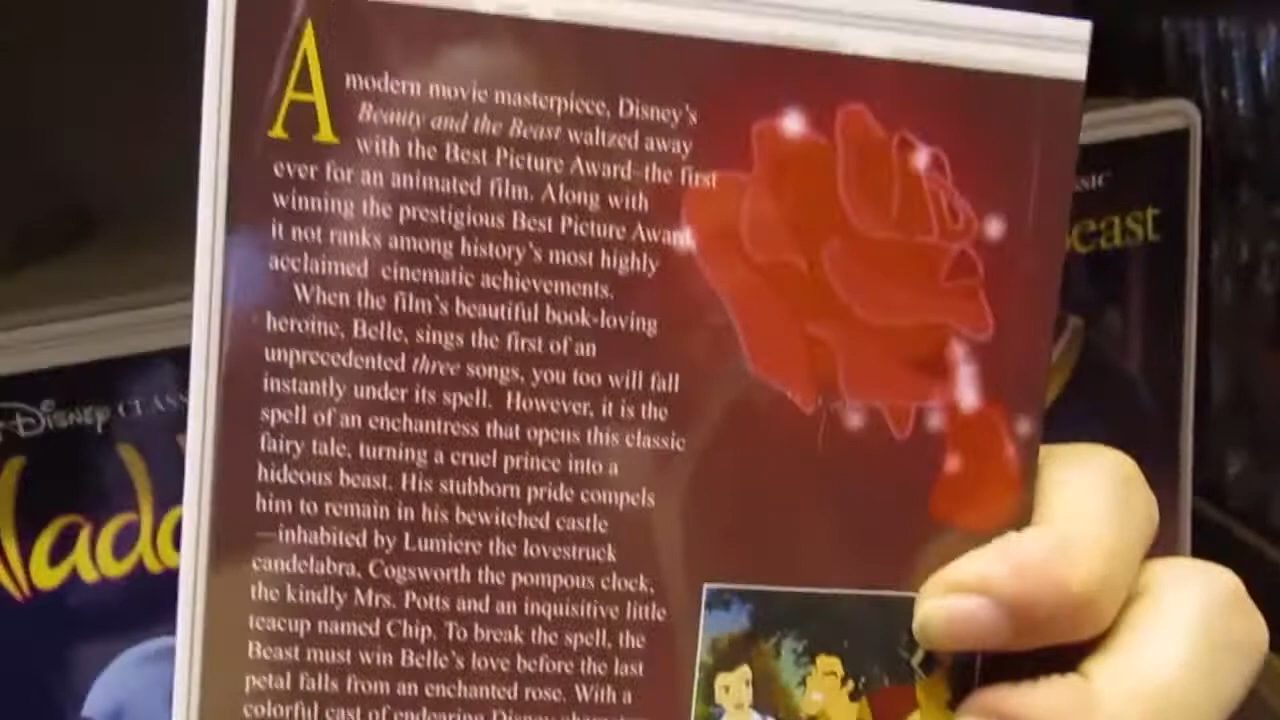 A
modern movie masterpiece, Disney's
Beauty and the Beast waltzed away
with the Best Picture Award–the first
ever for an animated film. Along with
winning the prestigious Best Picture Award
it not ranks among history's most highly
acclaimed cinematic achievements.
When the film's beautiful book-loving
heroine, Belle, sings the first of an
unprecedented three songs, you too will fall
instantly under its spell. However, it is the
spell of an enchantress that opens this classic
fairy tale, turning a cruel prince into a
hideous beast. His stubborn pride compels
him to remain in his bewitched castle
—inhabited by Lumiere the lovestruck
candelabra, Cogsworth the pompous clock,
the kindly Mrs. Potts and an inquisitive little
teacup named Chip. To break the spell, the
Beast must win Belle's love before the last
petal falls from an enchanted rose. With a
colorful cast of endearing Disney
Disney CLAS
ladd
SIC
east